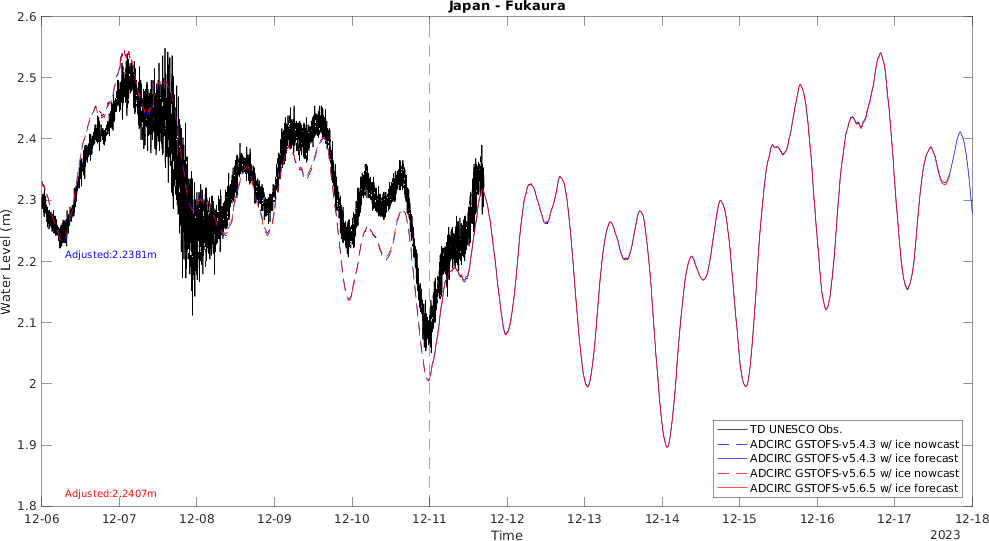 Japan - Fukaura
2.6
2.5
2.4
2.3
2.2
2.1
2
1.9
1.8
Water Level (m)
Adjusted:2.2381m
Adjusted:2.2407m
TD UNESCO Obs.
ADCIRC GSTOFS-v5.4.3 w/ ice nowcast
ADCIRC GSTOFS-v5.4.3 w/ ice forecast
ADCIRC GSTOFS-v5.6.5 w/ ice nowcast
ADCIRC GSTOFS-v5.6.5 w/ ice forecast
12-06 12-07 12-08 12-09 12-10 12-11 12-12 12-13 12-14 12-15 12-16 12-17 12-18
Time
2023